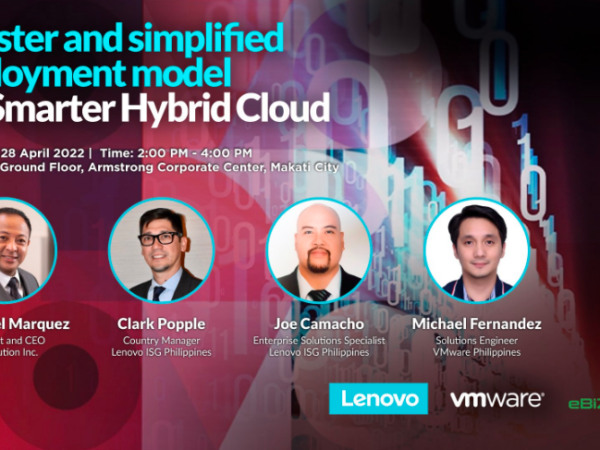 ster and simplified
loyment model
Smarter Hybrid Cloud
28 April 2022 | Time: 2:00 PM - 4:00 PM
Ground Floor, Armstrong Corporate Center, Makati City
el Marquez
t and CEO
ution Inc.
Clark Popple
Country Manager
Lenovo ISG Philippines
Joe Camacho
Enterprise Solutions Specialist
Lenovo ISG Philippines
Michael Fernandez
Solutions Engineer
VMware Philippines
Lenovo
vmware®
eBiz